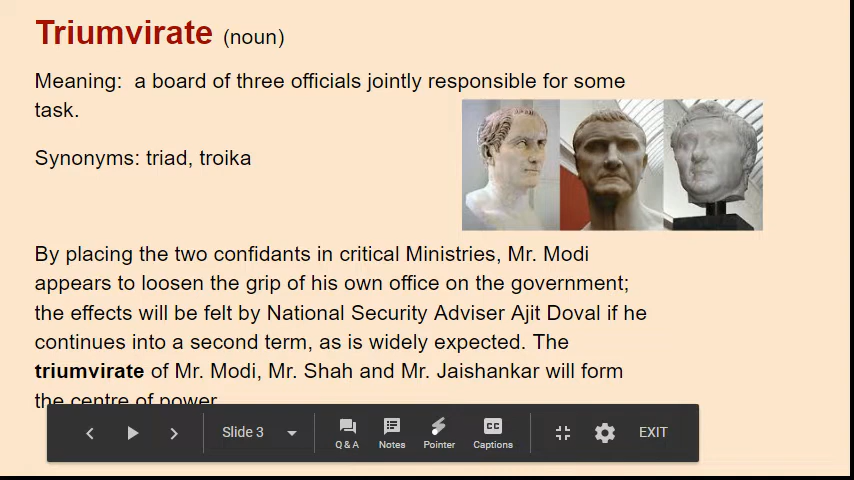 Triumvirate (noun)
Meaning:  a board of three officials jointly responsible for some
task.
Synonyms: triad, troika
By placing the two confidants in critical Ministries, Mr. Modi
appears to loosen the grip of his own office on the government;
the effects will be felt by National Security Adviser Ajit Doval if he
continues into a second term, as is widely expected. The
triumvirate of Mr. Modi, Mr. Shah and Mr. Jaishankar will form
the centre of power
Slide 3
Q & A
Notes
Pointer
CC
Captions
EXIT